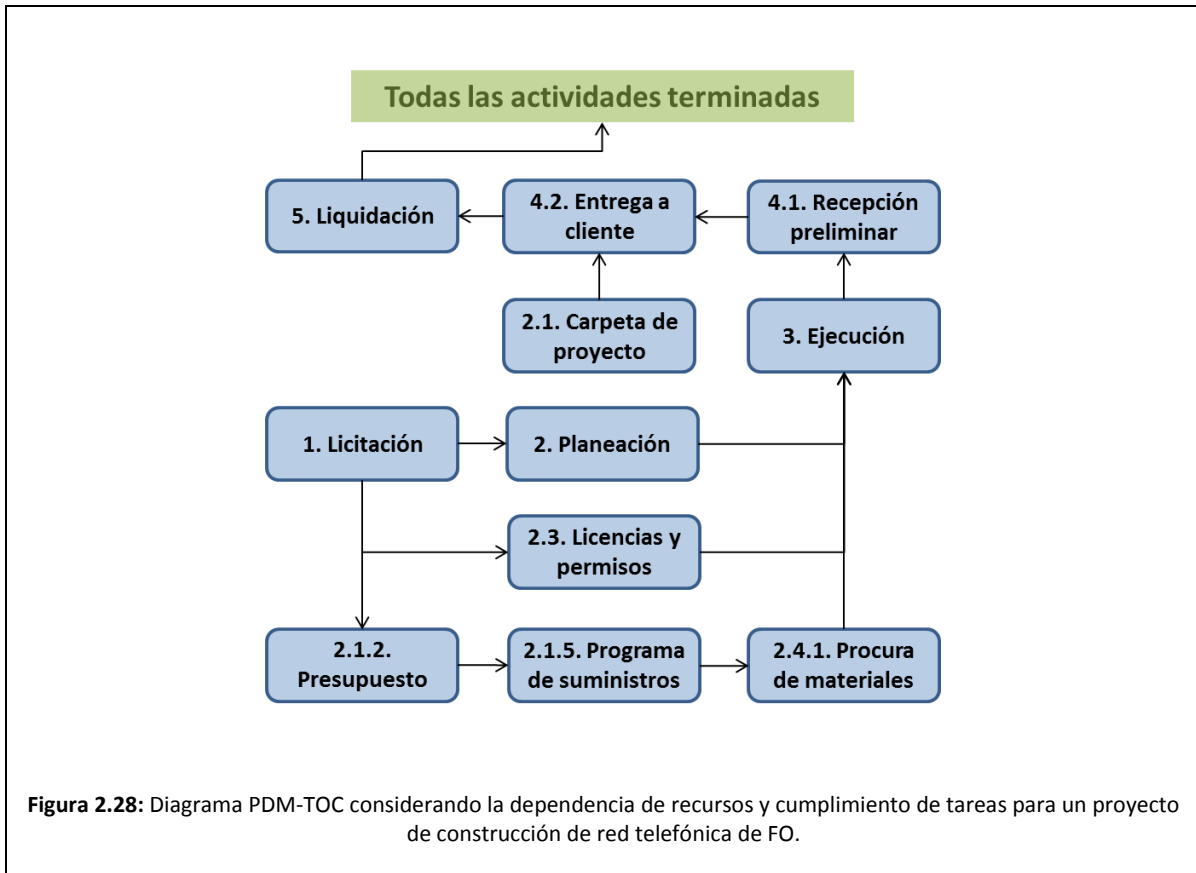 Todas las actividades terminadas
5. Liquidación
4.2. Entrega a
cliente
4.1. Recepción
preliminar
2.1. Carpeta de
proyecto
3. Ejecución
1. Licitación
2. Planeación
2.3. Licencias y
permisos
2.1.2.
Presupuesto
2.1.5. Programa
de suministros
2.4.1. Procura
de materiales
Figura 2.28: Diagrama PDM-TOC considerando la dependencia de recursos y cumplimiento de tareas para un proyecto
de construcción de red telefónica de FO.